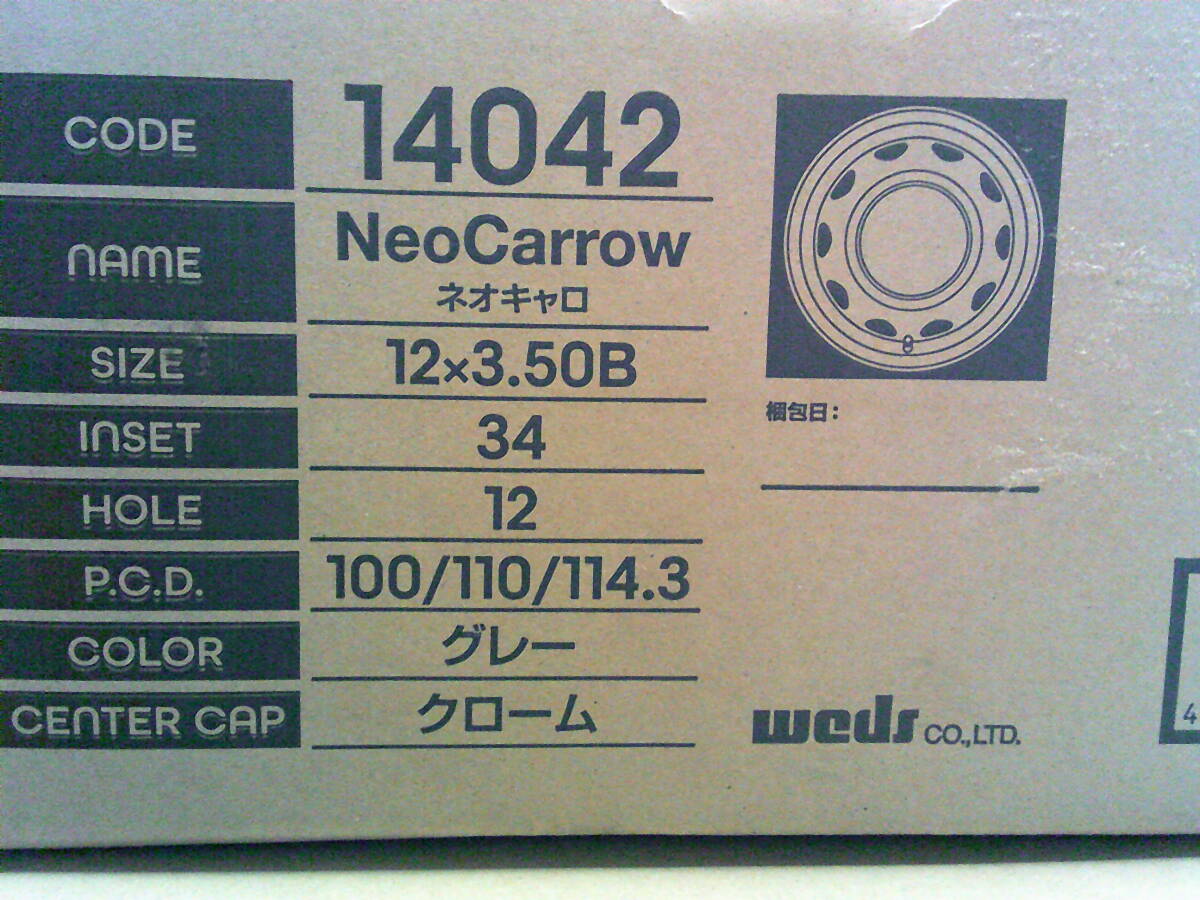 CODE 14042
NAME NeoCarrow
ネオキャロ
SIZE 12×3.50B
INSET 34
HOLE 12
P.C.D. 100/110/114.3
COLOR グレー
CENTER CAP クローム
梱包日:
weds CO.,LTD.
4